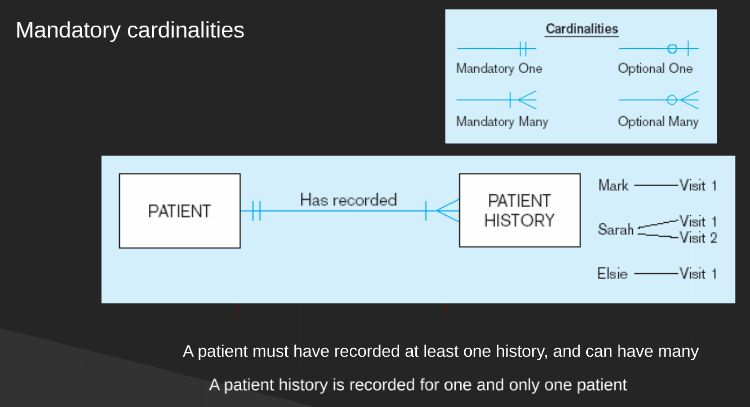 Mandatory cardinalities
Cardinalities
Mandatory One
Optional One
Mandatory Many
Optional Many
PATIENT
Has recorded
PATIENT
HISTORY
Mark
Visit 1
Sarah
Visit 1
Visit 2
Elsie
Visit 1
A patient must have recorded at least one history, and can have many
A patient history is recorded for one and only one patient